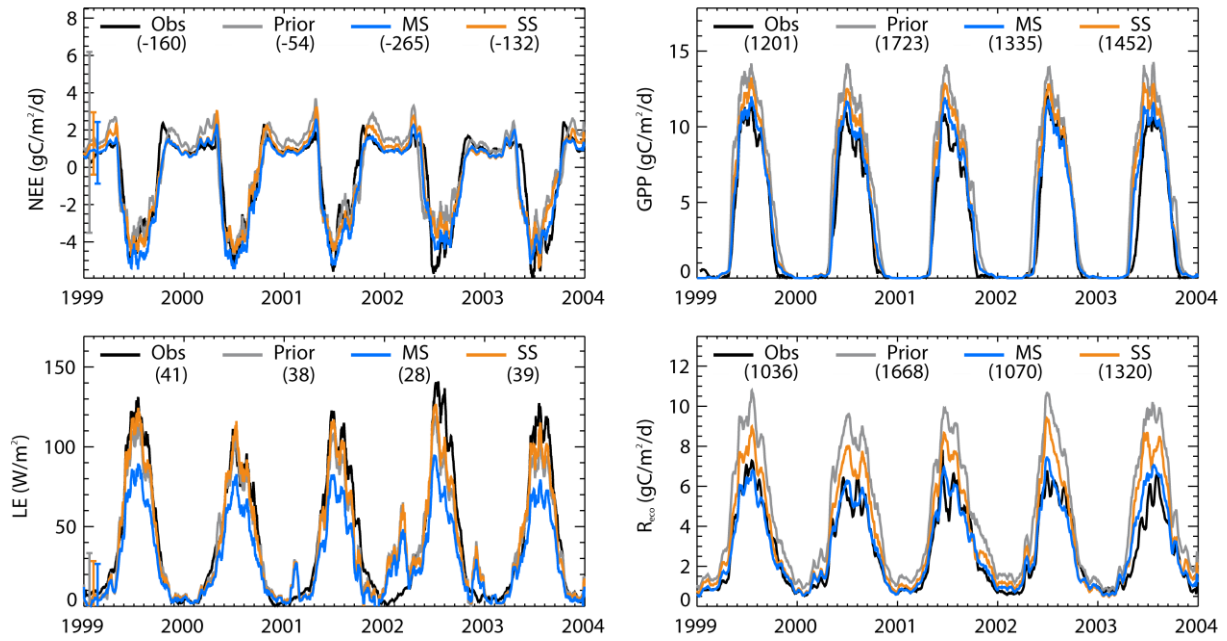 Obs Prior MS SS
(-160) (-54) (-265) (-132)
NEE (gC/m²/d)
8
6
4
2
0
-2
-4
1999 2000 2001 2002 2003 2004
Obs Prior MS SS
(1201) (1723) (1335) (1452)
GPP (gC/m²/d)
15
10
5
0
1999 2000 2001 2002 2003 2004
Obs Prior MS SS
(41) (38) (28) (39)
LE (W/m²)
150
100
50
0
1999 2000 2001 2002 2003 2004
Obs Prior MS SS
(1036) (1668) (1070) (1320)
Reco (gC/m²/d)
12
10
8
6
4
2
0
1999 2000 2001 2002 2003 2004